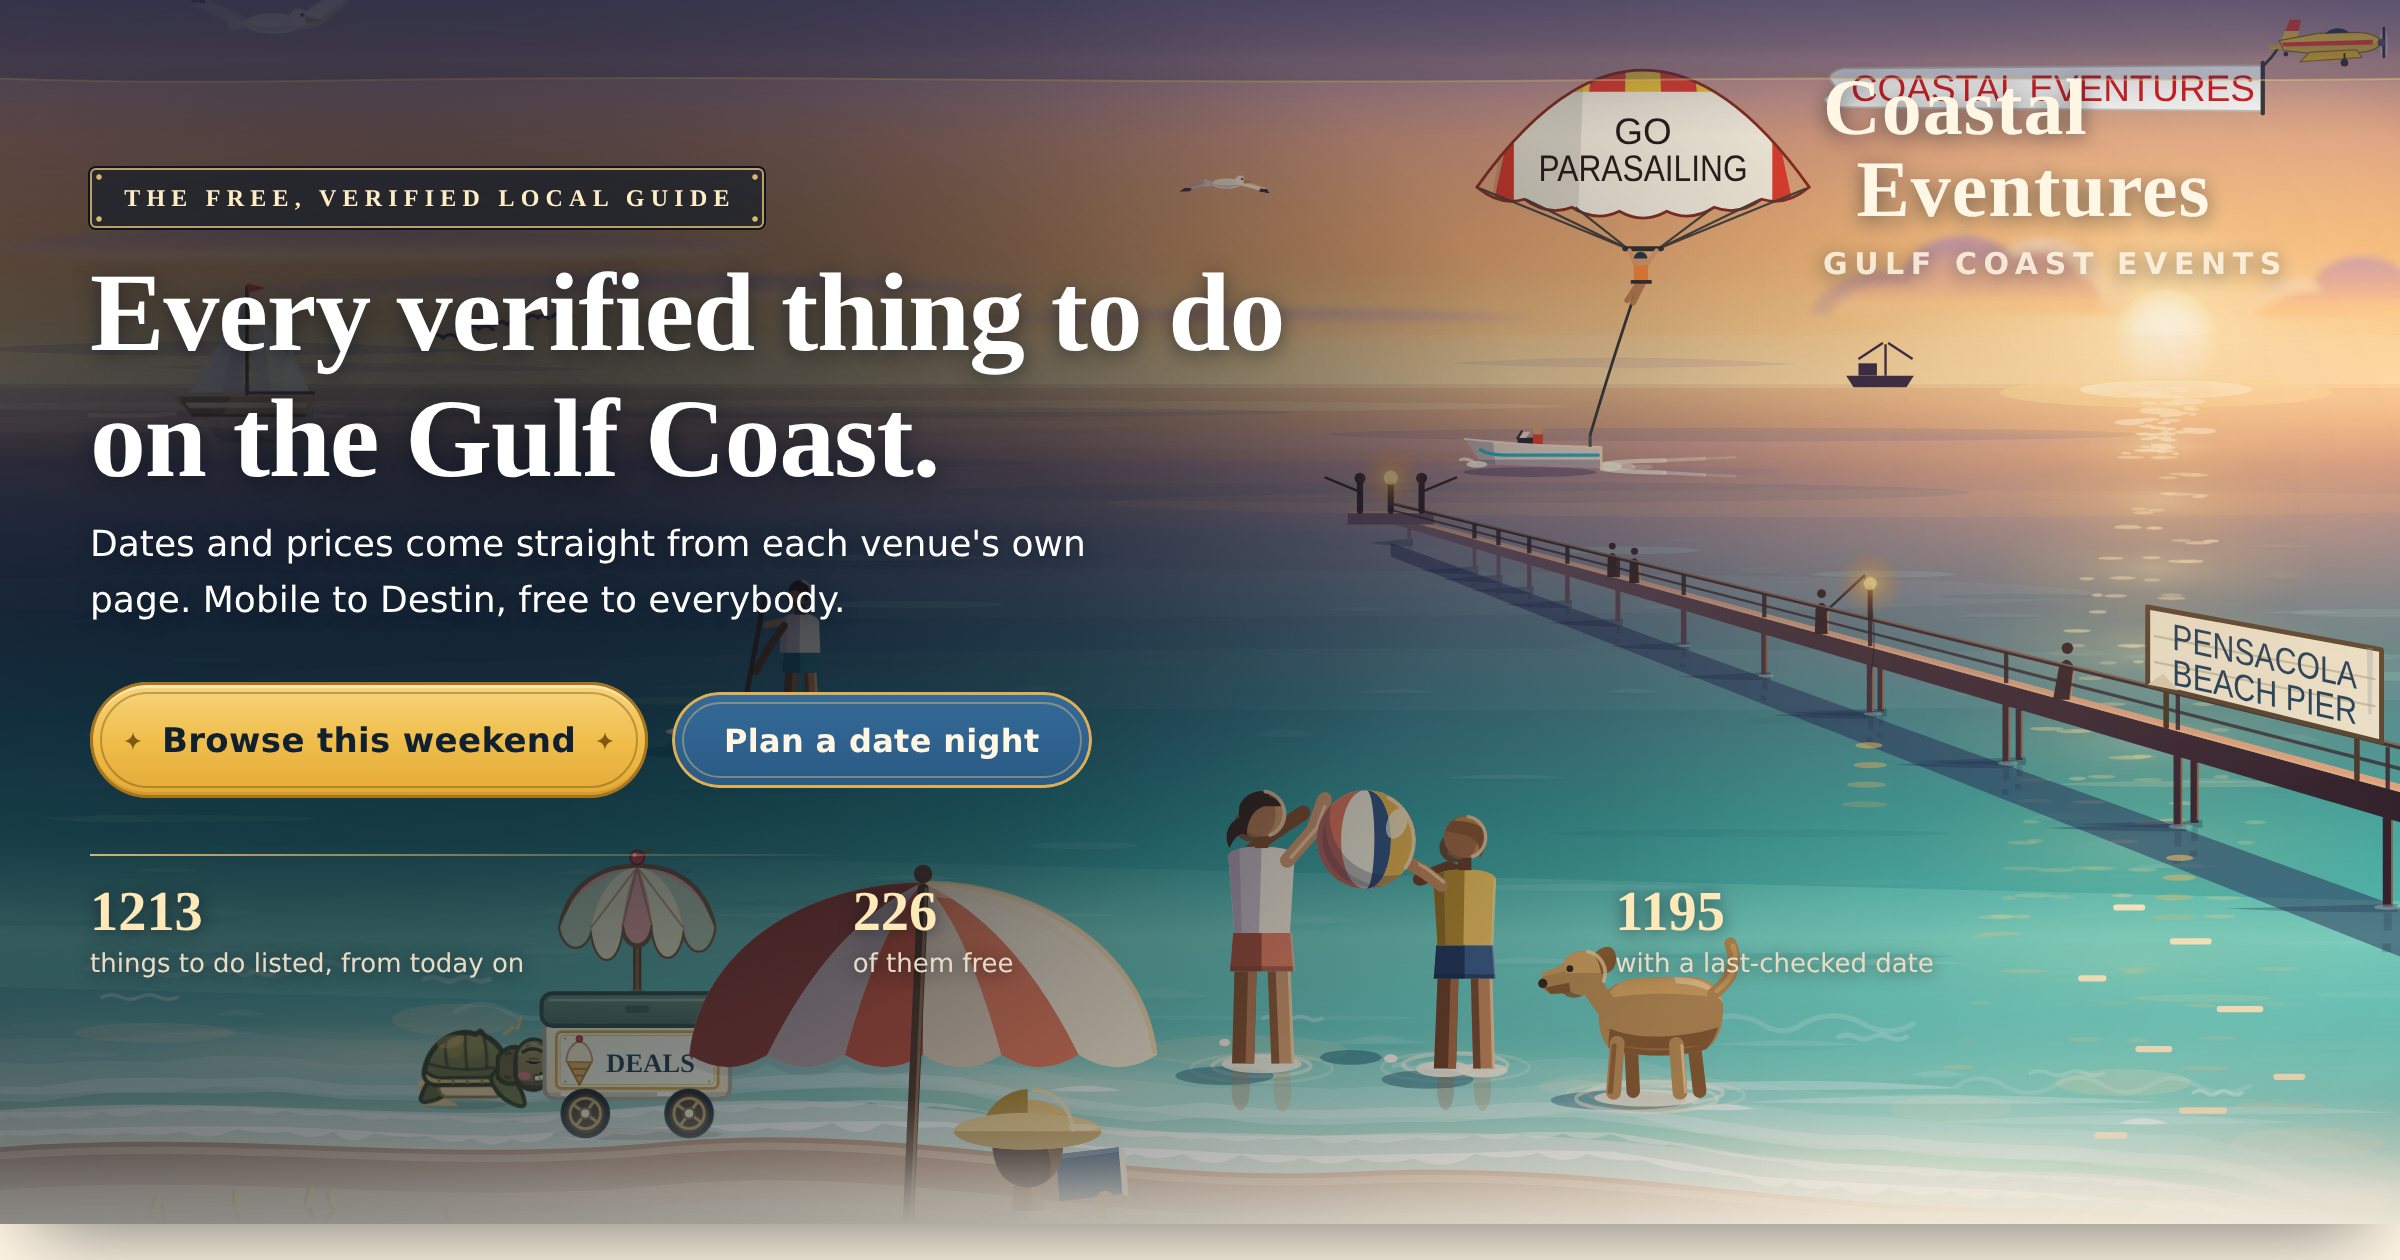 COASTAL EVENTURES
Coastal
Eventures
GULF COAST EVENTS
GO
PARASAILING
THE FREE, VERIFIED LOCAL GUIDE
Every verified thing to do
on the Gulf Coast.
Dates and prices come straight from each venue's own
page. Mobile to Destin, free to everybody.
Browse this weekend
Plan a date night
PENSACOLA
BEACH PIER
1213
things to do listed, from today on
226
of them free
1195
with a last-checked date
DEALS